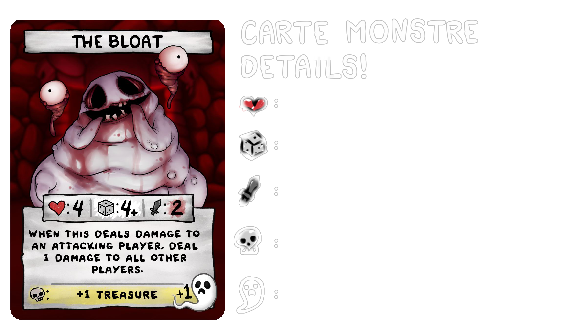 THE BLOAT
:4 :4+ :2
WHEN THIS DEALS DAMAGE TO
AN ATTACKING PLAYER, DEAL
1 DAMAGE TO ALL OTHER
PLAYERS.
+1 TREASURE +1
CARTE MONSTRE
DETAILS!
:
:
:
:
: